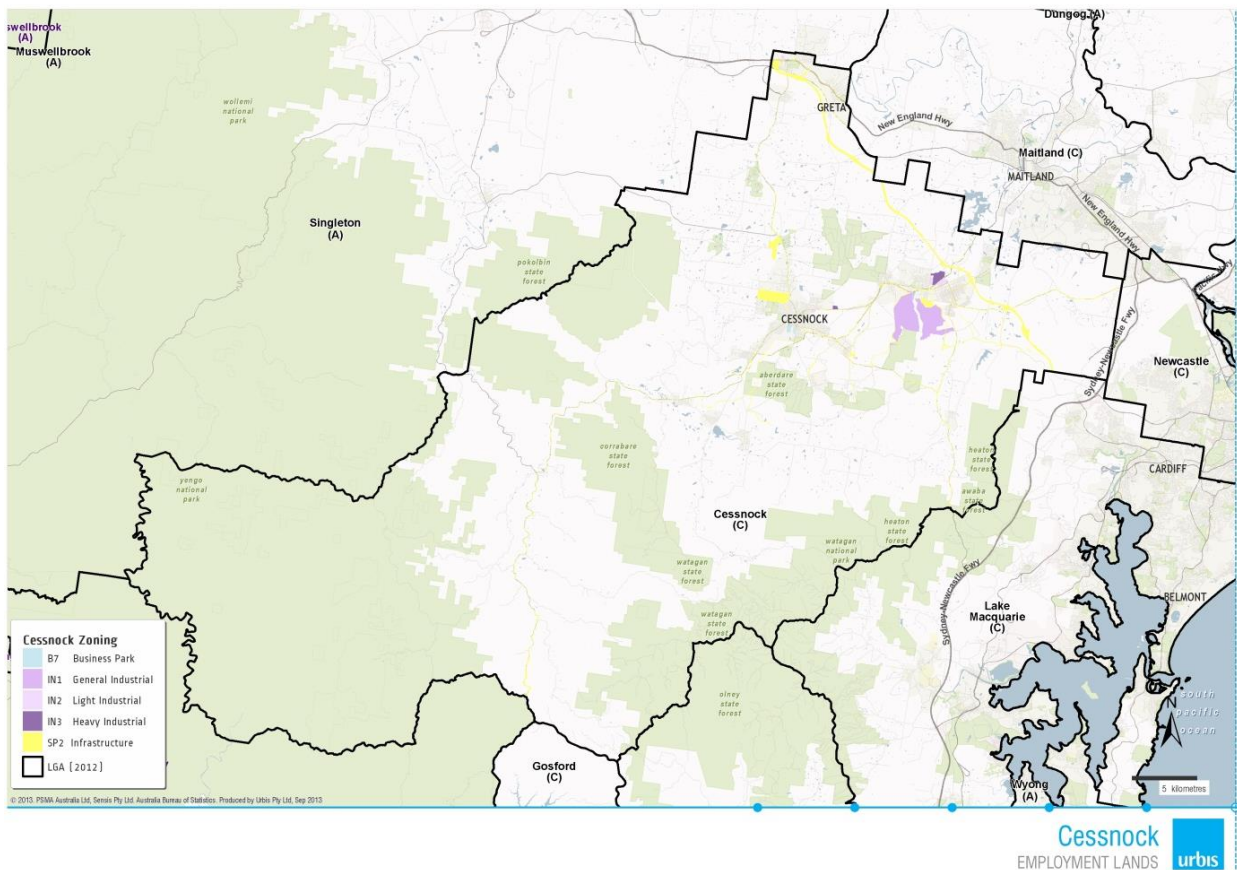 swellbrook
(A)
Muswellbrook
(A)
Dungog (A)
wollemi
national
park
GRETA
New England Hwy
Maitland (C)
MAITLAND
New England Hwy
Singleton
(A)
pokolbin
state
forest
CESSNOCK
Sydney-Newcastle Fwy
Newcastle
(C)
aberdare
state
forest
corrabare
state
forest
heaton
state
forest
CARDIFF
yengo
national
park
awaba
state
forest
Cessnock
(C)
heaton
state
forest
watagan
national
park
watagan
state
forest
Sydney-Newcastle Fwy
BELMONT
Lake
Macquarie
(C)
watagan
state
forest
olney
state
forest
south
pacific
ocean
N
Gosford
(C)
Wyong
(A)
5 kilometres
Cessnock Zoning
B7 Business Park
IN1 General Industrial
IN2 Light Industrial
IN3 Heavy Industrial
SP2 Infrastructure
LGA [2012]
© 2013. PSMA Australia Ltd, Sensis Pty Ltd. Australia Bureau of Statistics. Produced by Urbis Pty Ltd, Sep 2013
Cessnock
EMPLOYMENT LANDS
urbis